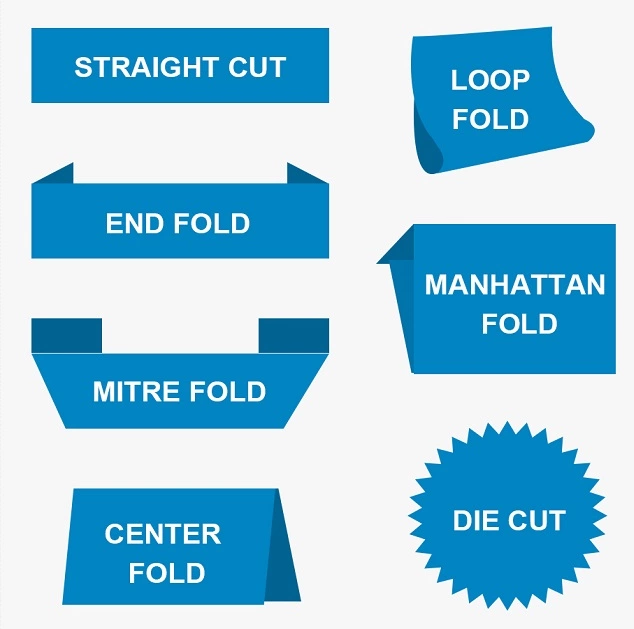 STRAIGHT CUT
END FOLD
MITRE FOLD
CENTER
FOLD
LOOP
FOLD
MANHATTAN
FOLD
DIE CUT